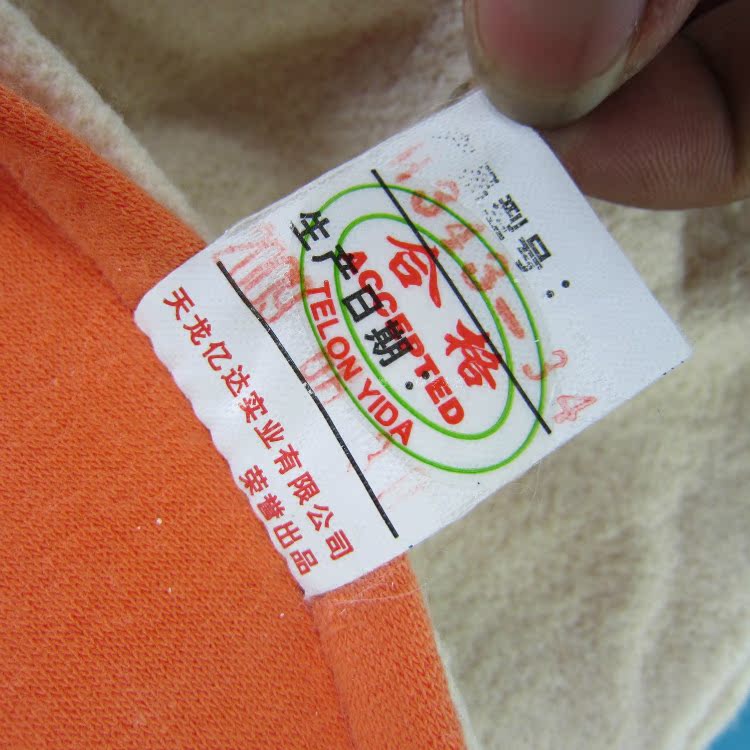 型号：
合格
ACCEPTED
TELON YIDA
生产日期：
天龙亿达实业有限公司
荣誉出品